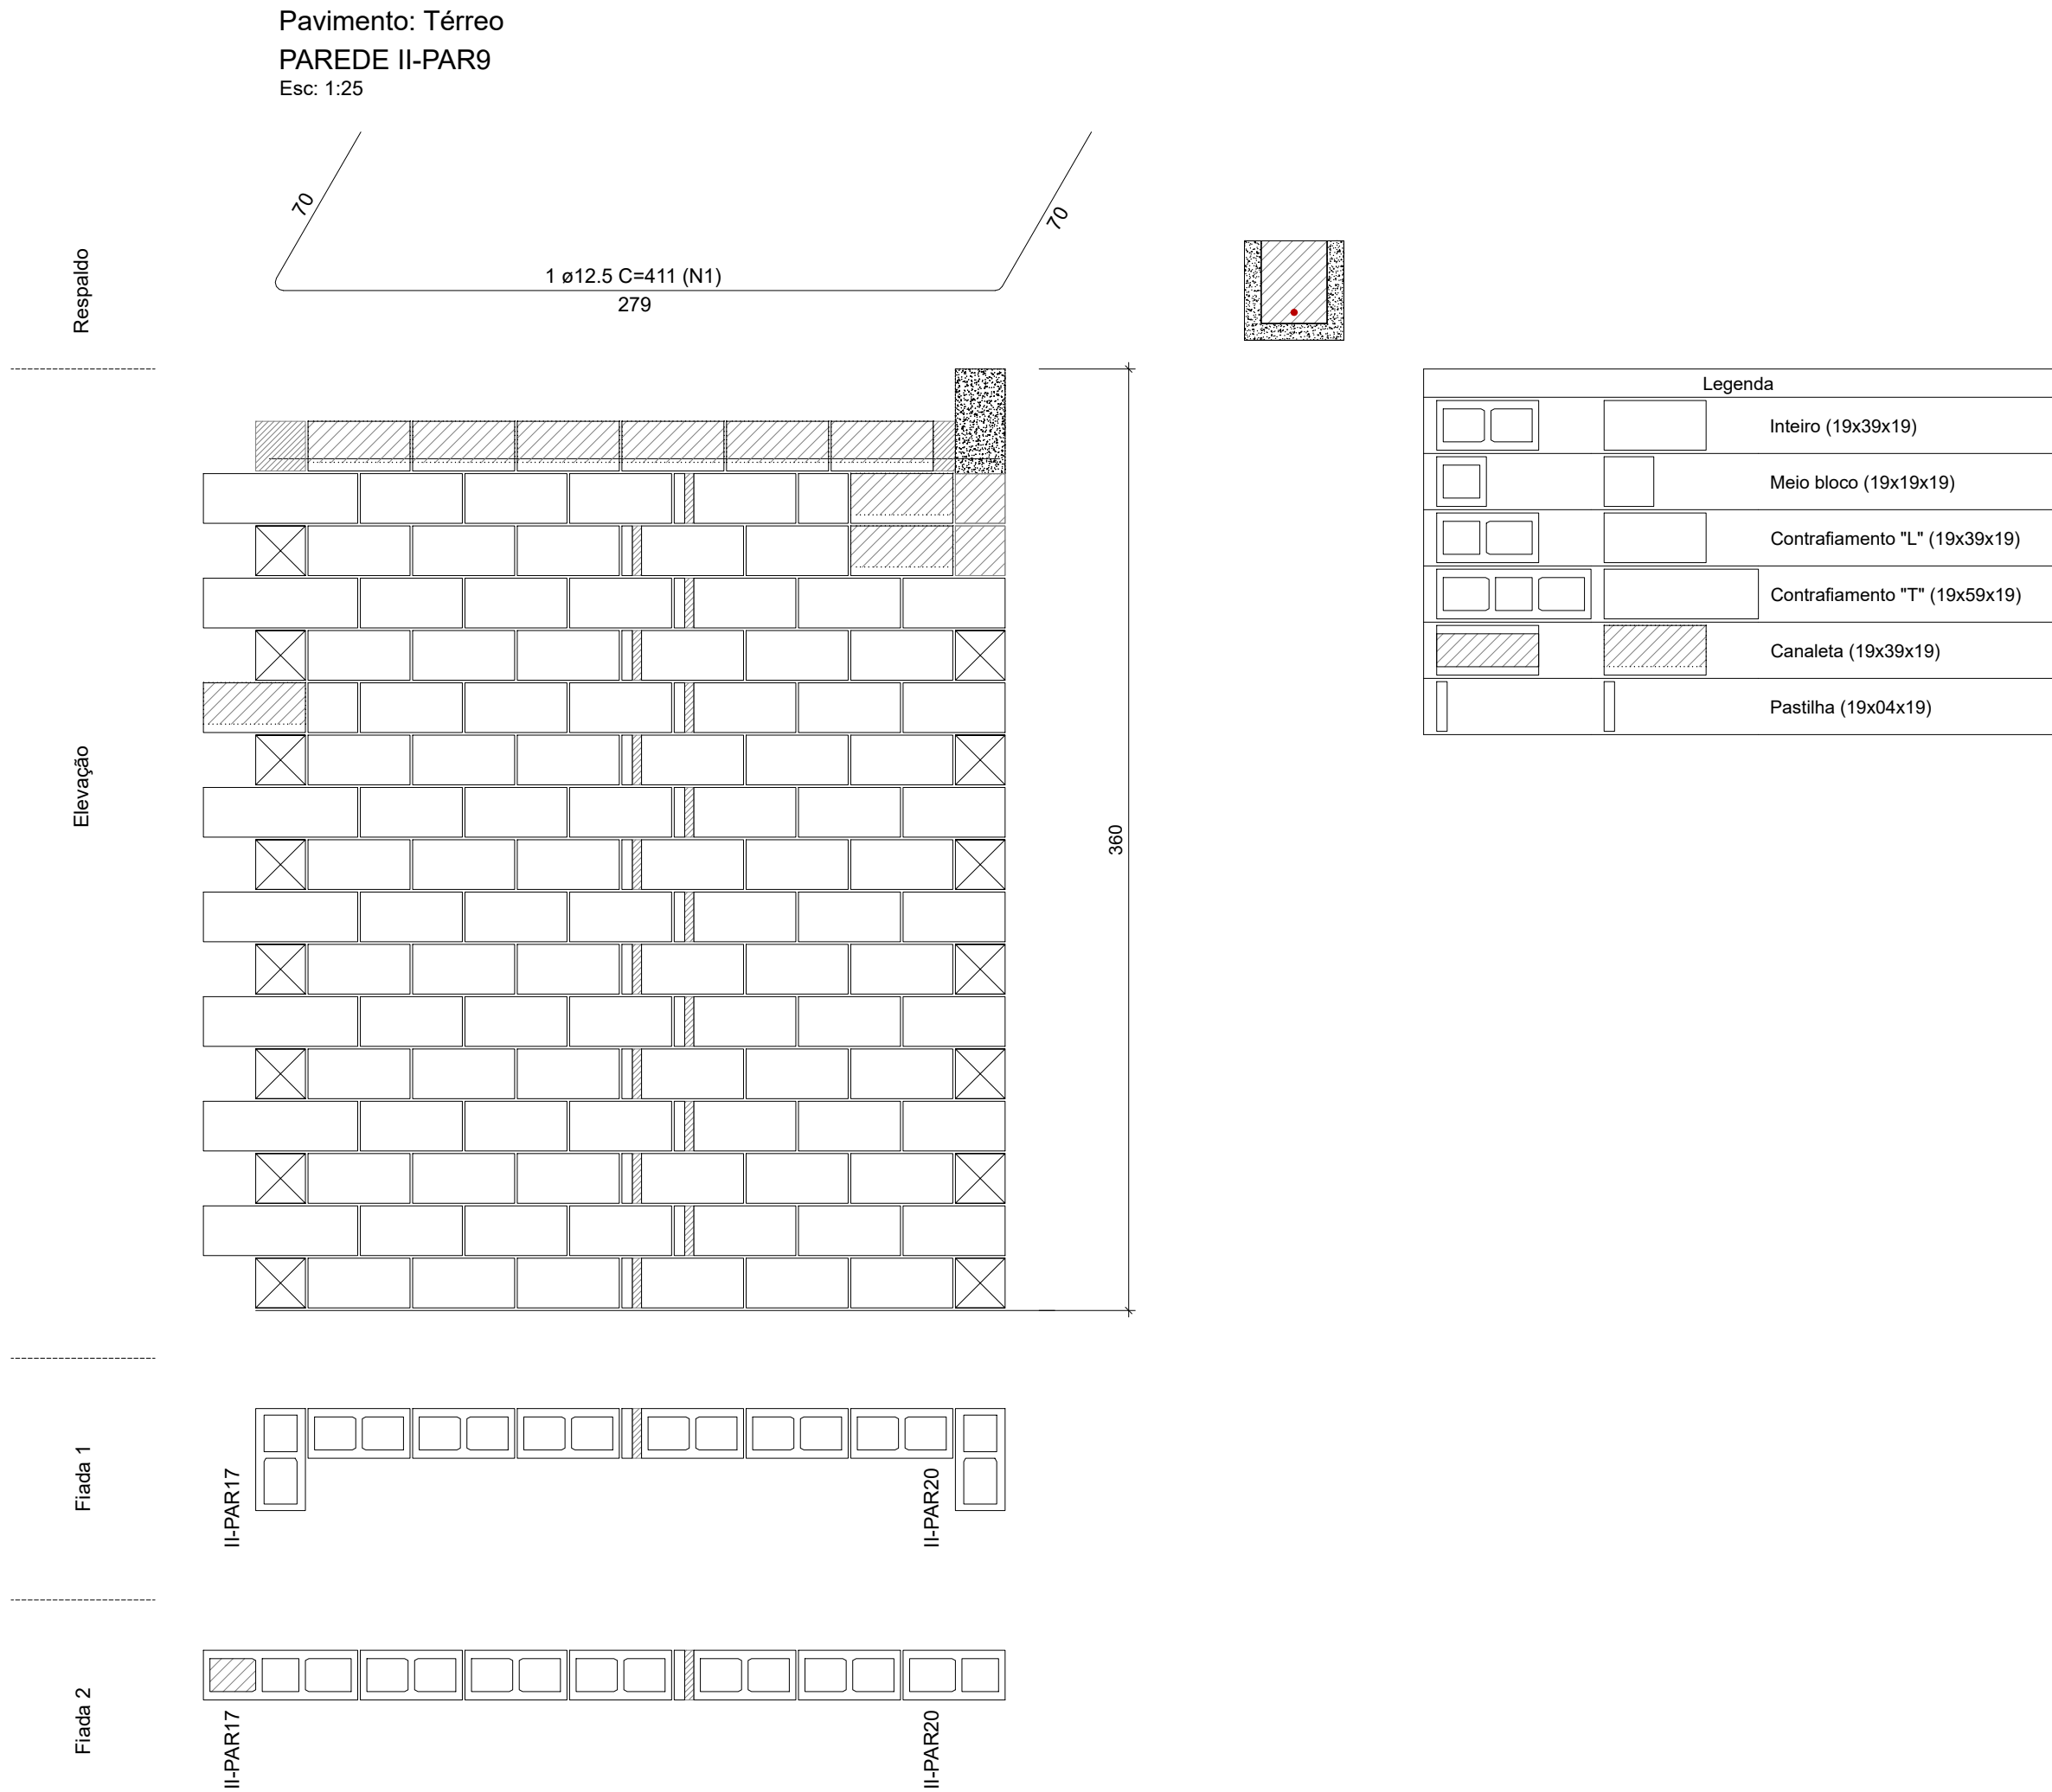 Pavimento: Térreo
PAREDE II-PAR9
Esc: 1:25
70
70
1 ø12.5 C=411 (N1)
279
Respaldo
Legenda
Inteiro (19x39x19)
Meio bloco (19x19x19)
Contrafiamento "L" (19x39x19)
Contrafiamento "T" (19x59x19)
Canaleta (19x39x19)
Pastilha (19x04x19)
Elevação
360
Fiada 1
II-PAR17
II-PAR20
Fiada 2
II-PAR17
II-PAR20